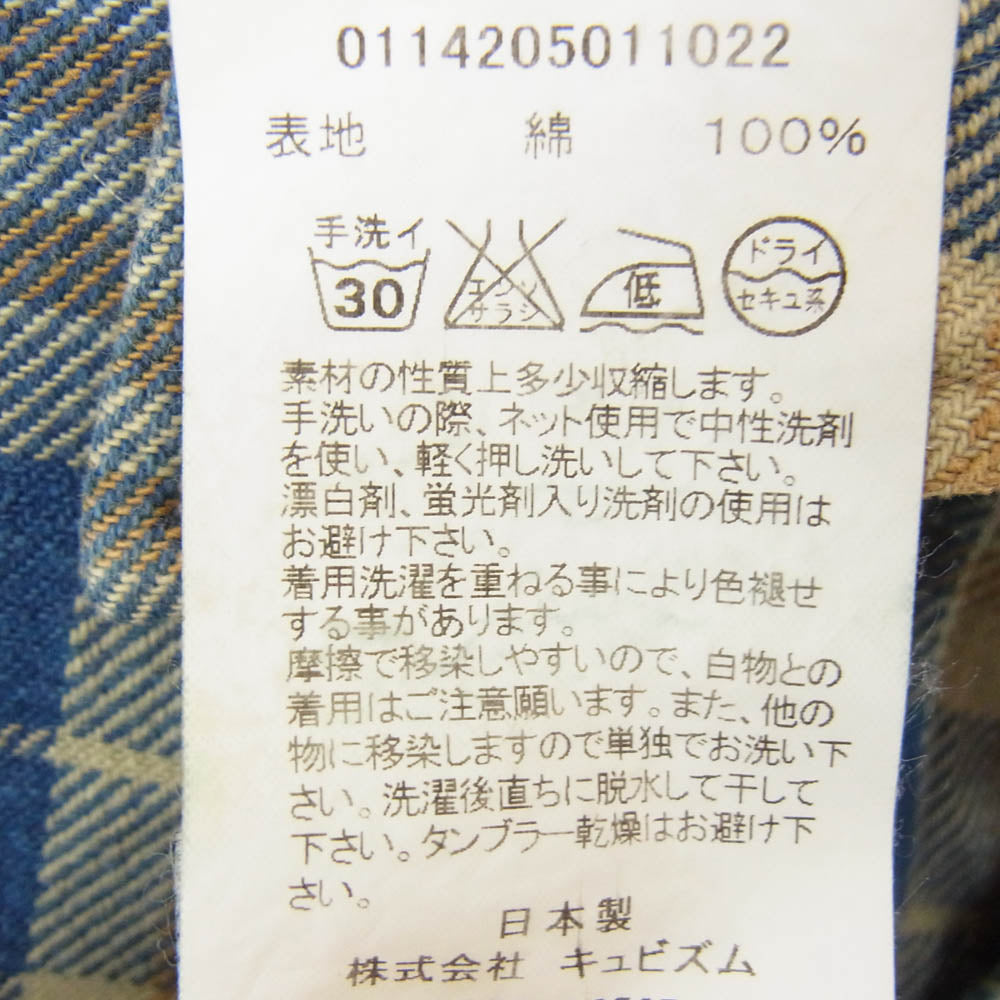 0114205011022
表地 綿 100%
手洗イ
30
エンソ
サラシ
低
ドライ
セキユ系
素材の性質上多少収縮します。
手洗いの際、ネット使用で中性洗剤
を使い、軽く押し洗いして下さい。
漂白剤、蛍光剤入り洗剤の使用は
お避け下さい。
着用洗濯を重ねる事により色褪せ
する事があります。
摩擦で移染しやすいので、白物との
着用はご注意願います。また、他の
物に移染しますので単独でお洗い下
さい。洗濯後直ちに脱水して干して
下さい。タンブラー乾燥はお避け下
さい。
日本製
株式会社 キュビズム